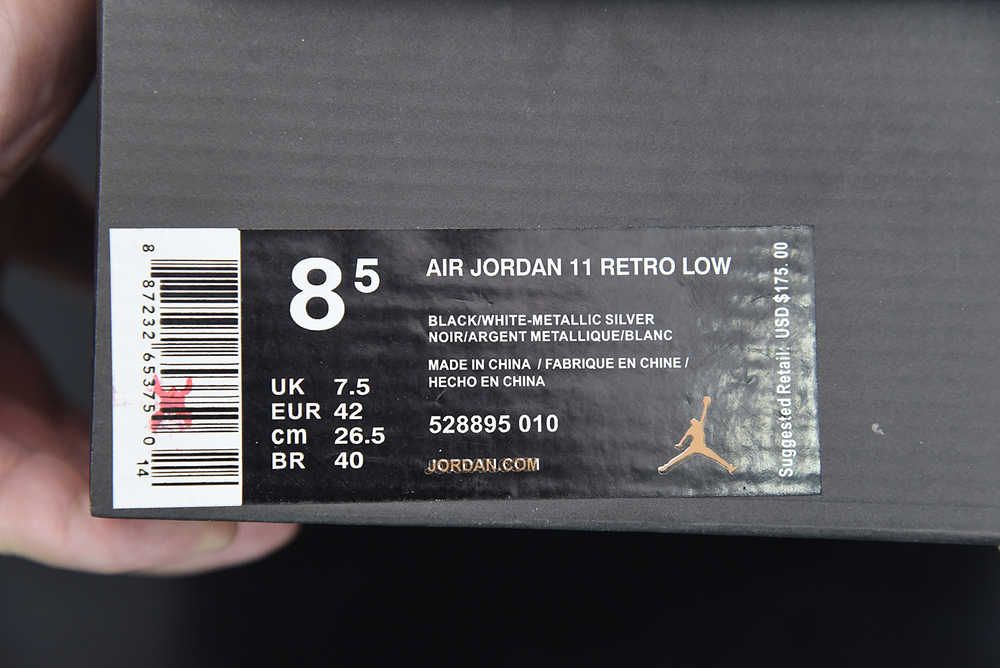 8
87232 65375 0
14
8 5
UK 7.5
EUR 42
cm 26.5
BR 40
AIR JORDAN 11 RETRO LOW
BLACK/WHITE-METALLIC SILVER
NOIR/ARGENT METALLIQUE/BLANC
MADE IN CHINA / FABRIQUE EN CHINE /
HECHO EN CHINA
528895 010
JORDAN.COM
Suggested Retail: USD $175.00